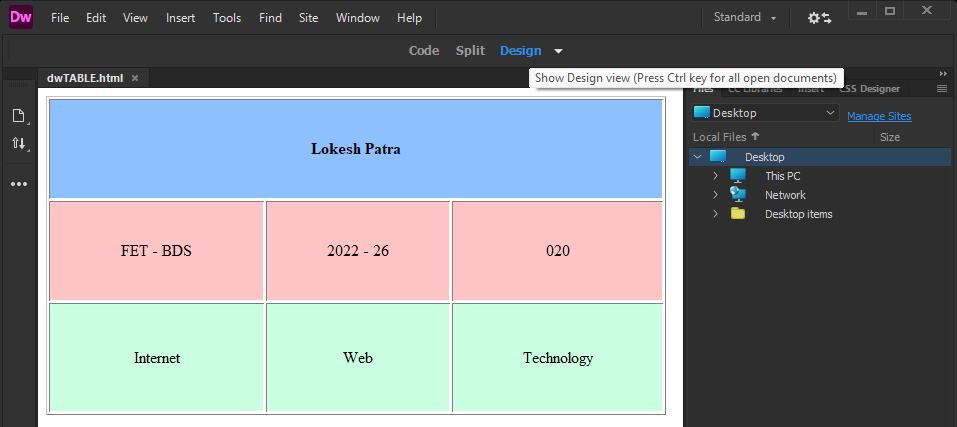 Dw File Edit View Insert Tools Find Site Window Help Standard
Code Split Design
dwTABLE.html
Show Design view (Press Ctrl key for all open documents)
Files CC Libraries Insert CSS Designer
Desktop Manage Sites
Local Files Size
Desktop
This PC
Network
Desktop items
Lokesh Patra
FET - BDS 2022 - 26 020
Internet Web Technology